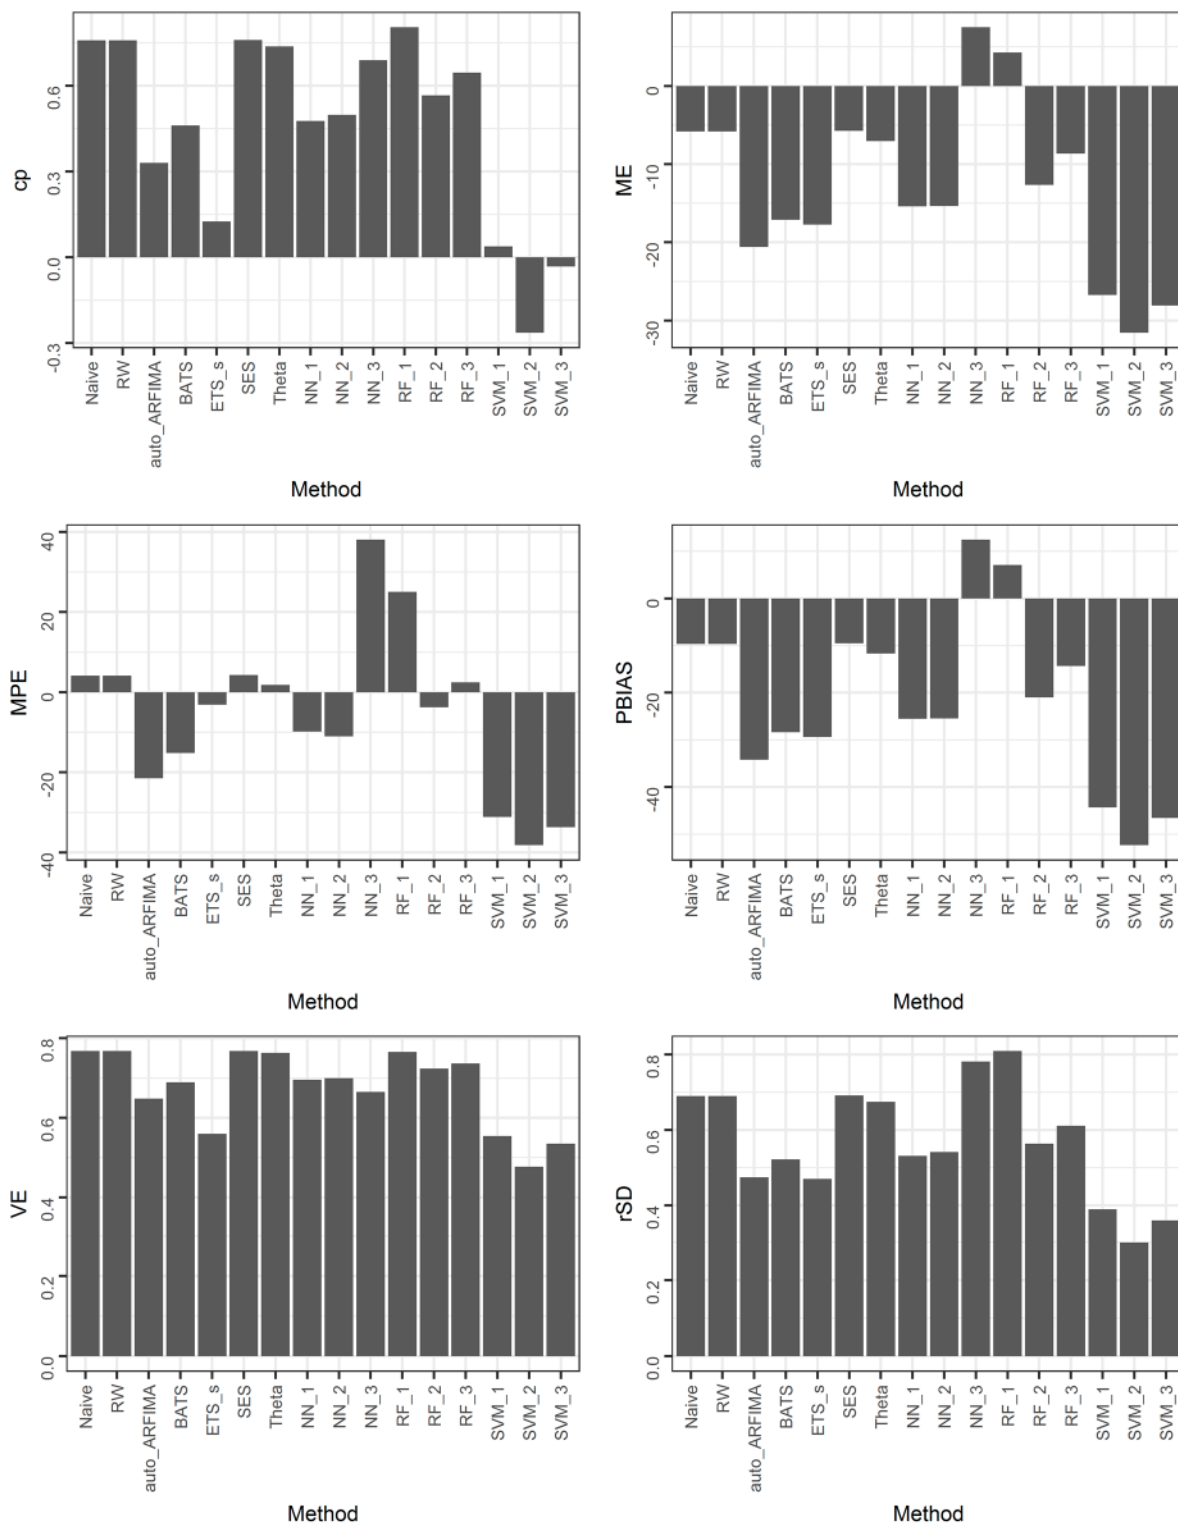 cp
0.6
0.3
0.0
-0.3
Naive
RW
auto_ARFIMA
BATS
ETS_s
SES
Theta
NN_1
NN_2
NN_3
RF_1
RF_2
RF_3
SVM_1
SVM_2
SVM_3
Method
ME
0
-10
-20
-30
Naive
RW
auto_ARFIMA
BATS
ETS_s
SES
Theta
NN_1
NN_2
NN_3
RF_1
RF_2
RF_3
SVM_1
SVM_2
SVM_3
Method
MPE
40
20
0
-20
-40
Naive
RW
auto_ARFIMA
BATS
ETS_s
SES
Theta
NN_1
NN_2
NN_3
RF_1
RF_2
RF_3
SVM_1
SVM_2
SVM_3
Method
PBIAS
0
-20
-40
Naive
RW
auto_ARFIMA
BATS
ETS_s
SES
Theta
NN_1
NN_2
NN_3
RF_1
RF_2
RF_3
SVM_1
SVM_2
SVM_3
Method
VE
0.8
0.6
0.4
0.2
0.0
Naive
RW
auto_ARFIMA
BATS
ETS_s
SES
Theta
NN_1
NN_2
NN_3
RF_1
RF_2
RF_3
SVM_1
SVM_2
SVM_3
Method
rSD
0.8
0.6
0.4
0.2
0.0
Naive
RW
auto_ARFIMA
BATS
ETS_s
SES
Theta
NN_1
NN_2
NN_3
RF_1
RF_2
RF_3
SVM_1
SVM_2
SVM_3
Method